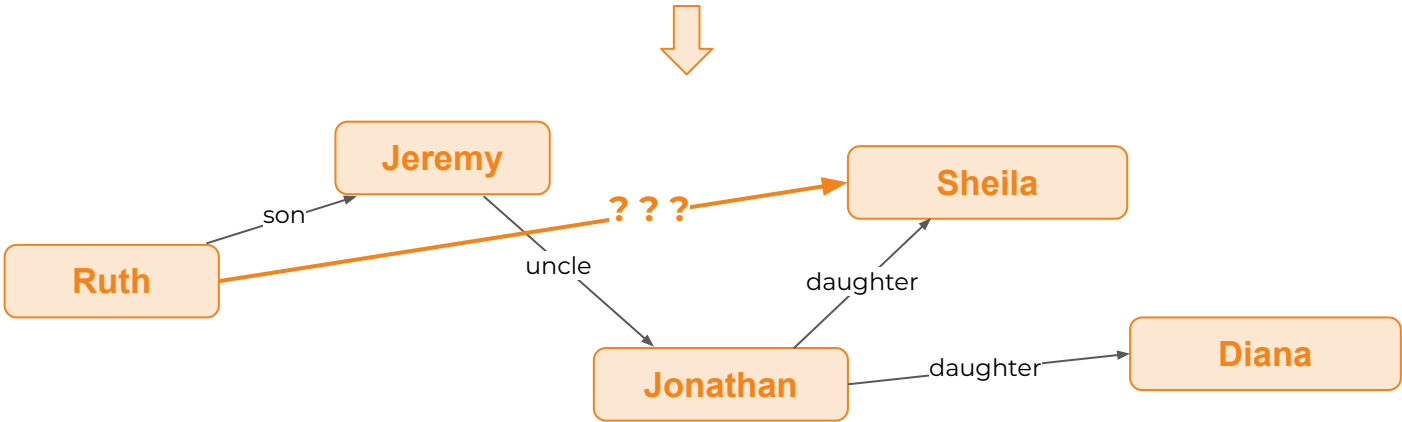 Jeremy
Sheila
? ? ?
son
Ruth
uncle
daughter
Diana
daughter
Jonathan